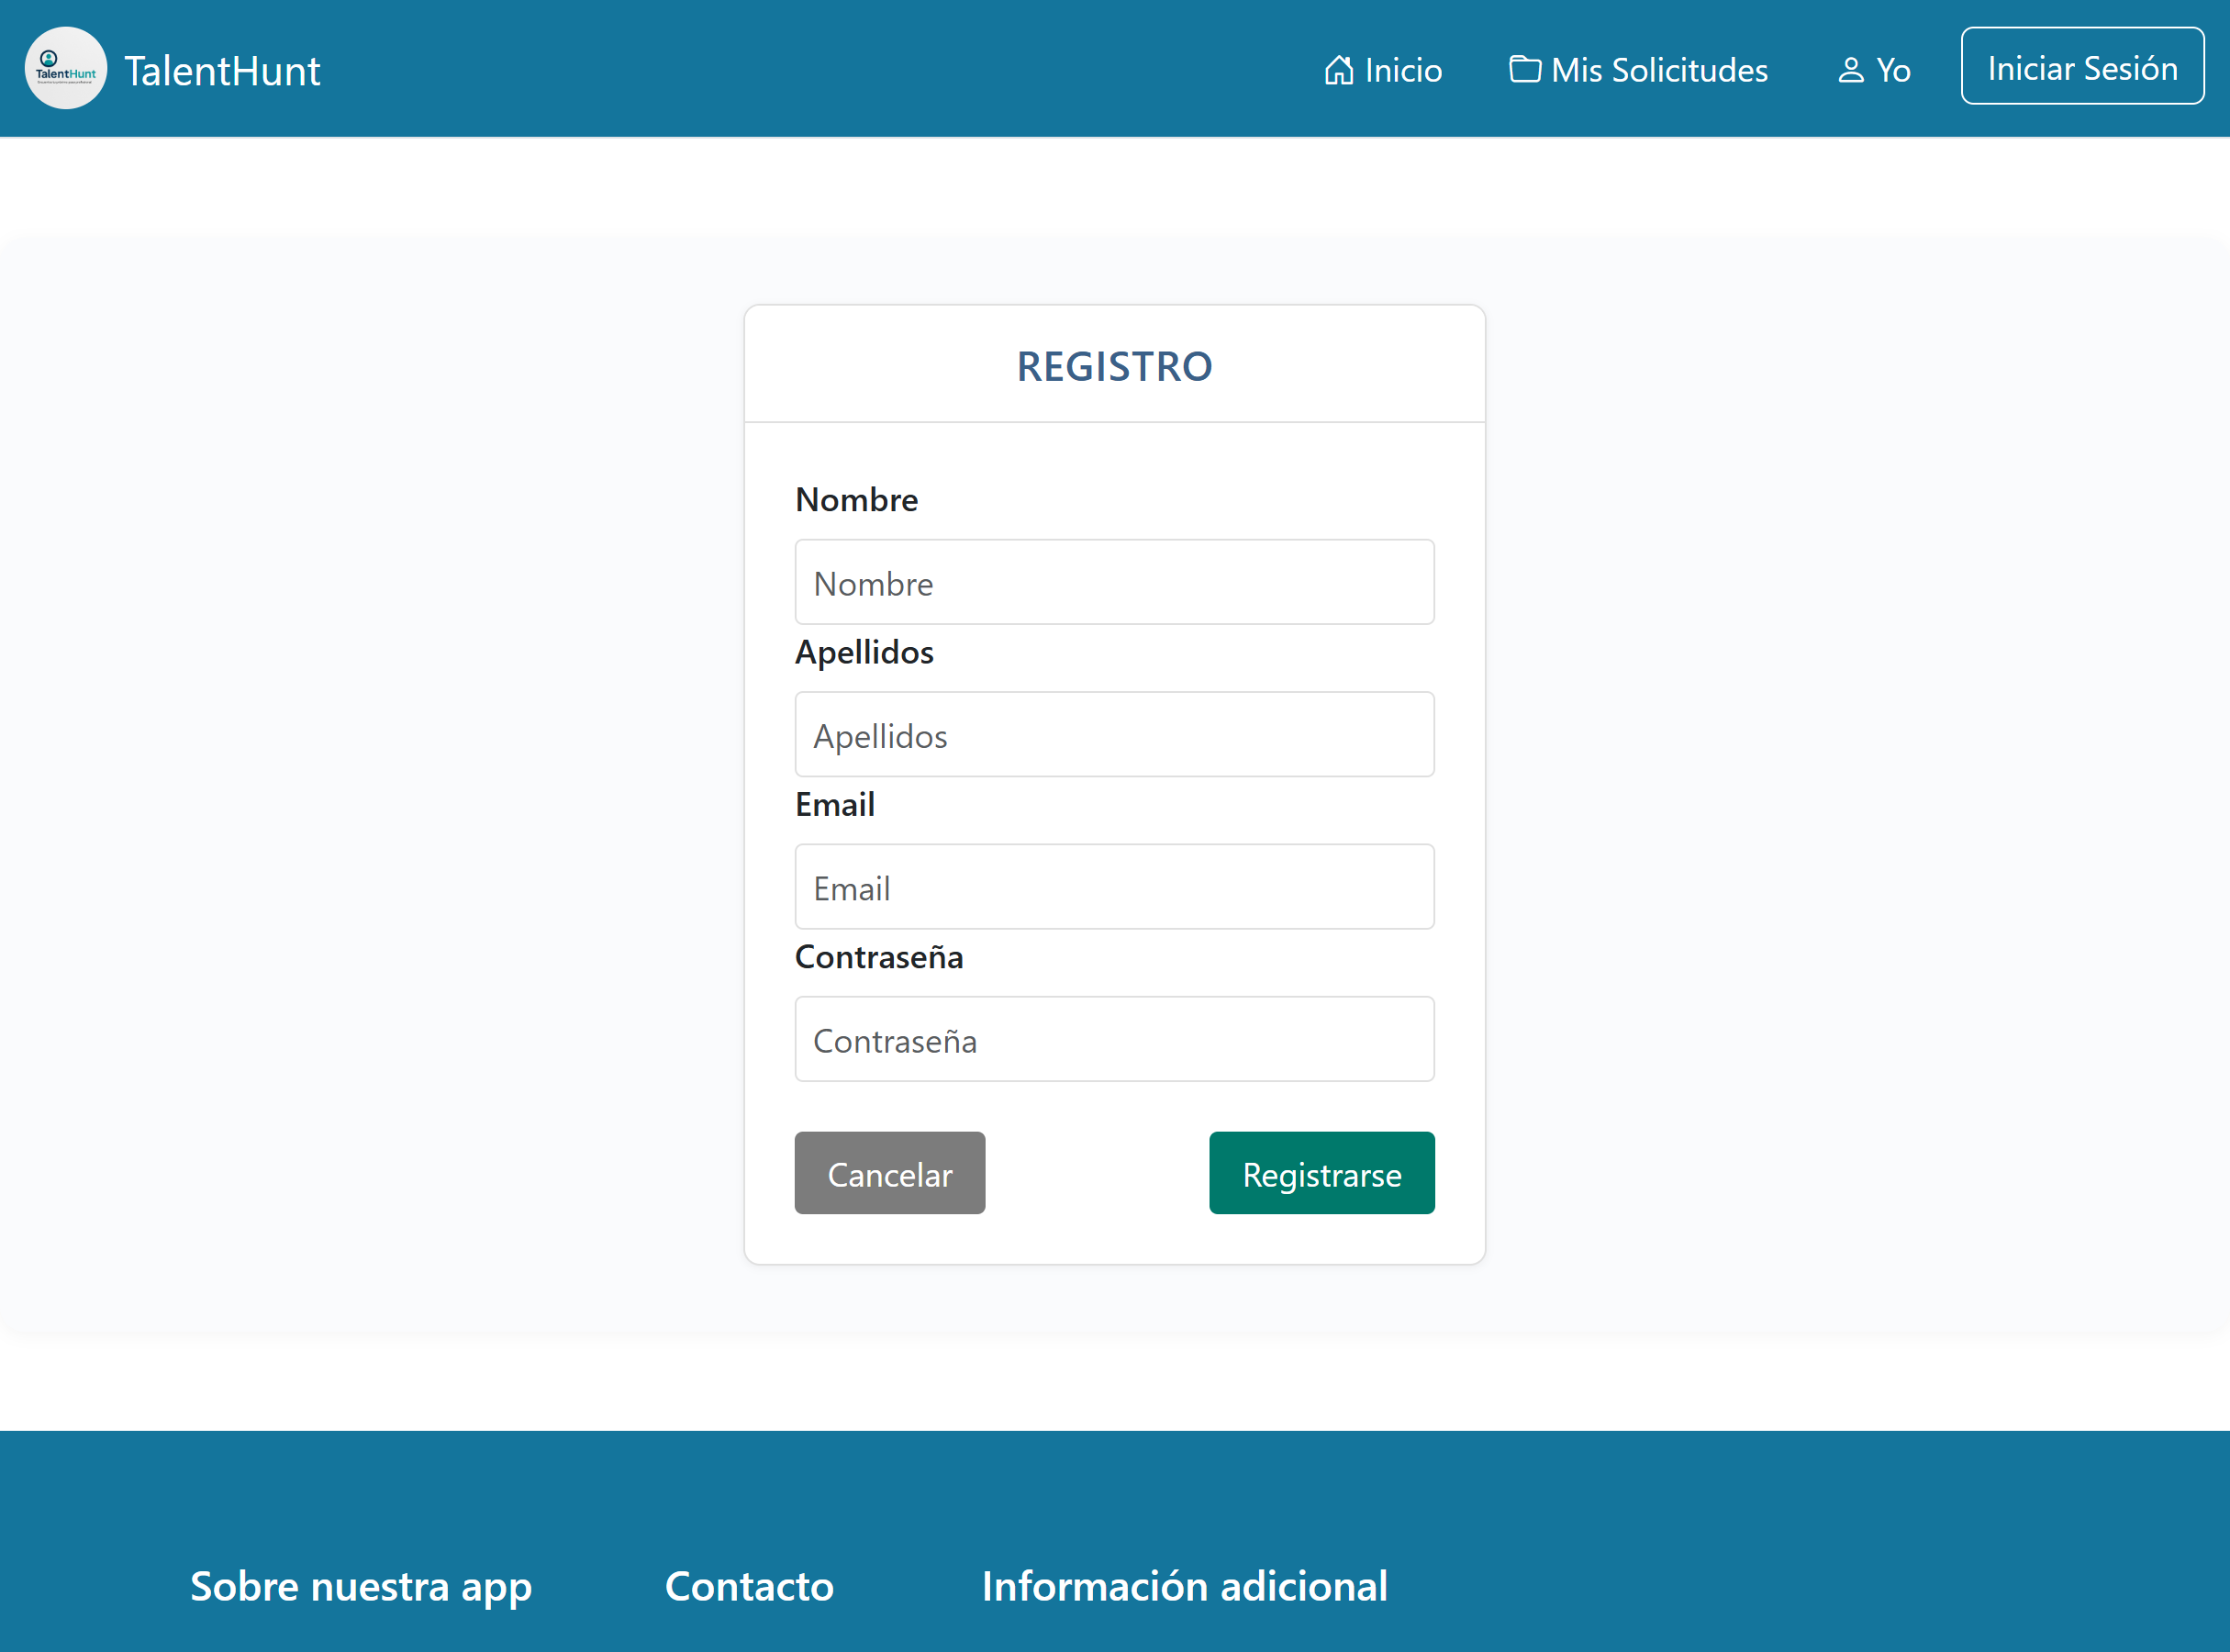 TalentHunt
TalentHunt
Inicio
Mis Solicitudes
Yo
Iniciar Sesión
REGISTRO
Nombre
Nombre
Apellidos
Apellidos
Email
Email
Contraseña
Contraseña
Cancelar
Registrarse
Sobre nuestra app
Contacto
Información adicional